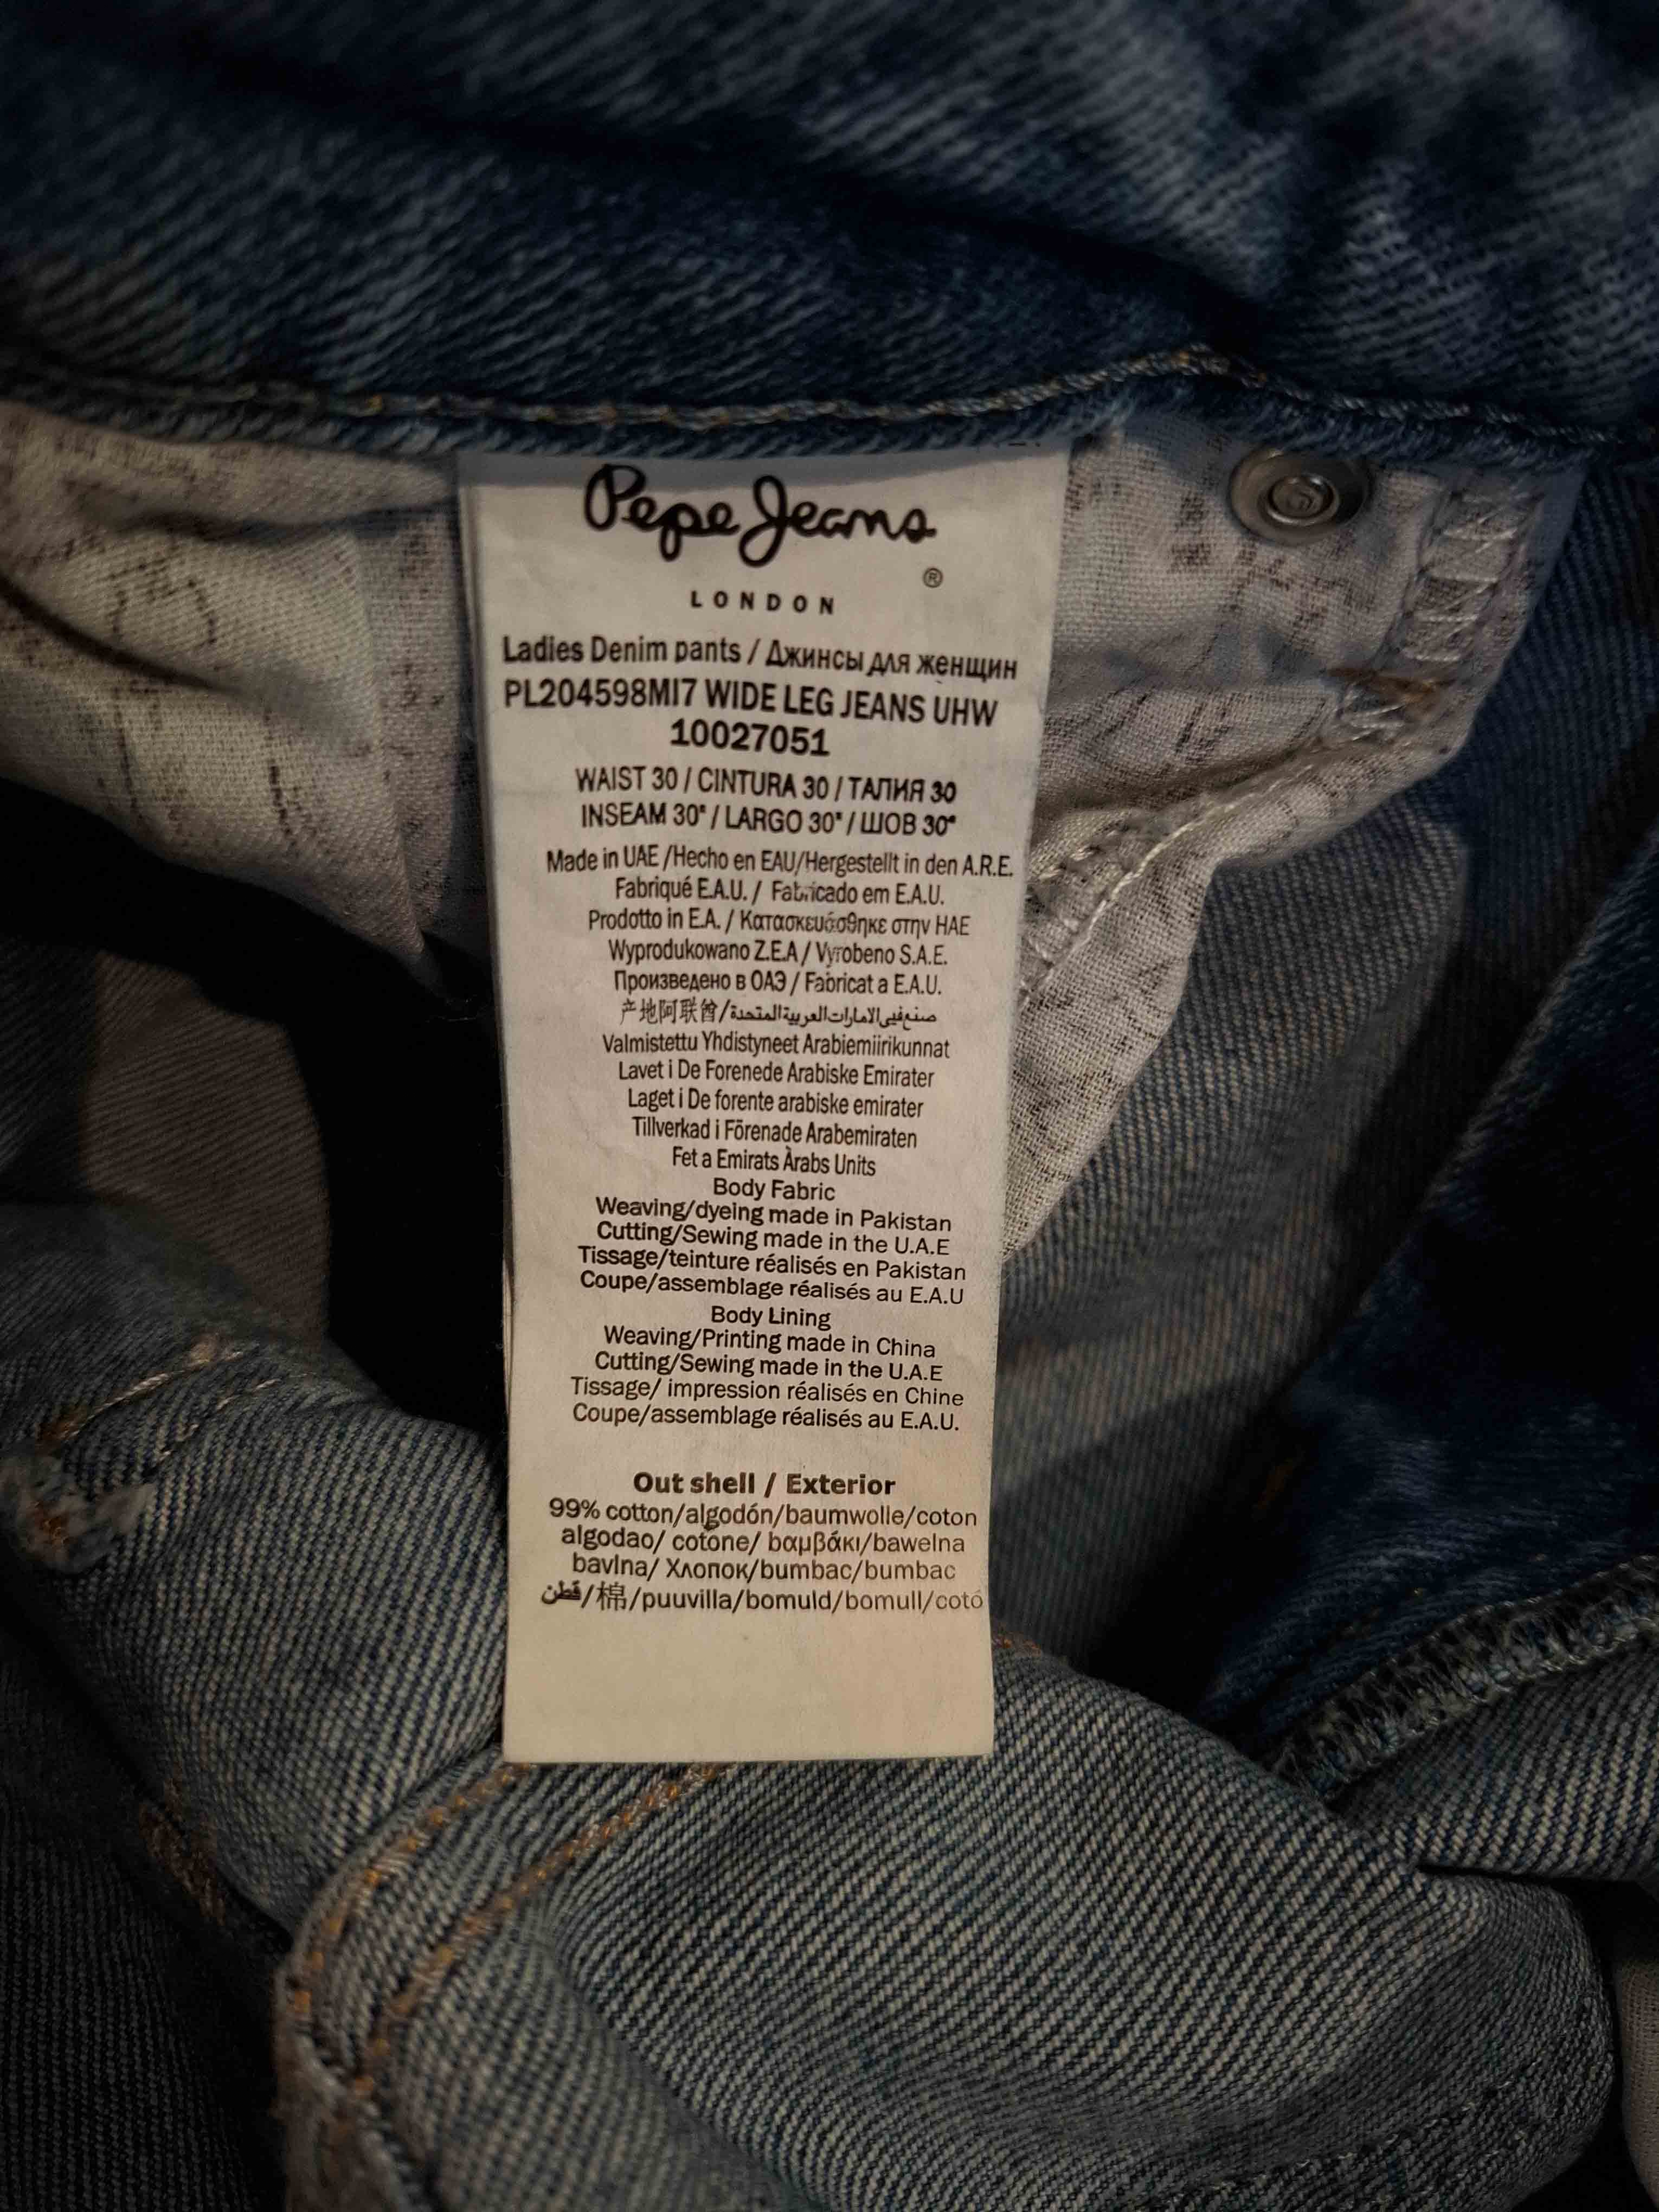 Pepe Jeans
®
LONDON
Ladies Denim pants / Джинсы для женщин
PL204598MI7 WIDE LEG JEANS UHW
10027051
WAIST 30 / CINTURA 30 / ТАЛИЯ 30
INSEAM 30" / LARGO 30" / ШОВ 30"
Made in UAE /Hecho en EAU/Hergestellt in den A.R.E.
Fabriqué E.A.U. / Fabricado em E.A.U.
Prodotto in E.A. / Κατασκευάσθηκε στην ΗΑΕ
Wyprodukowano Z.E.A / Vyrobeno S.A.E.
Произведено в ОАЭ / Fabricat a E.A.U.
产地阿联酋/صنع في الامارات العربية المتحدة
Valmistettu Yhdistyneet Arabiemiirikunnat
Lavet i De Forenede Arabiske Emirater
Laget i De forente arabiske emirater
Tillverkad i Förenade Arabemiraten
Fet a Emirats Àrabs Units
Body Fabric
Weaving/dyeing made in Pakistan
Cutting/Sewing made in the U.A.E
Tissage/teinture réalisés en Pakistan
Coupe/assemblage réalisés au E.A.U
Body Lining
Weaving/Printing made in China
Cutting/Sewing made in the U.A.E
Tissage/ impression réalisés en Chine
Coupe/assemblage réalisés au E.A.U.
Out shell / Exterior
99% cotton/algodón/baumwolle/coton
algodao/ cotone/ bαμβάκι/bawelna
bavlna/ Хлопок/bumbac/bumbac
قطن/棉/puuvilla/bomuld/bomull/cotó